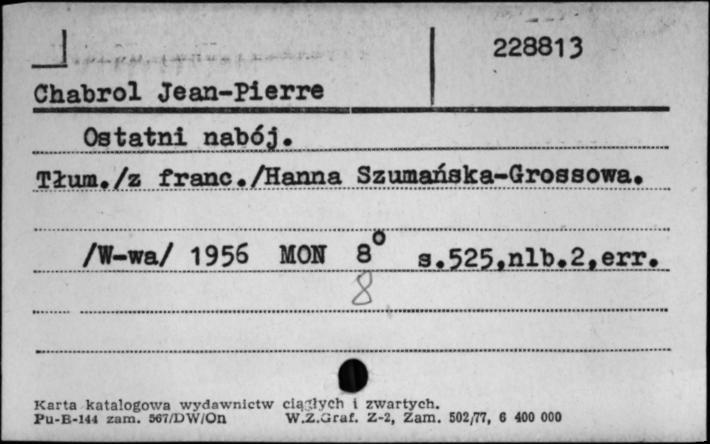 228813
Chabrol Jean-Pierre
Ostatni nabój.
Tłum./z franc./Hanna Szumańska-Grossowa.
/W-wa/ 1956 MON 8° s.525,nlb.2,err.
8
Karta katalogowa wydawnictw ciągłych i zwartych.
Pu-B-144 zam. 567/DW/On W.Z.Graf. Z-2, Zam. 502/77, 6 400 000